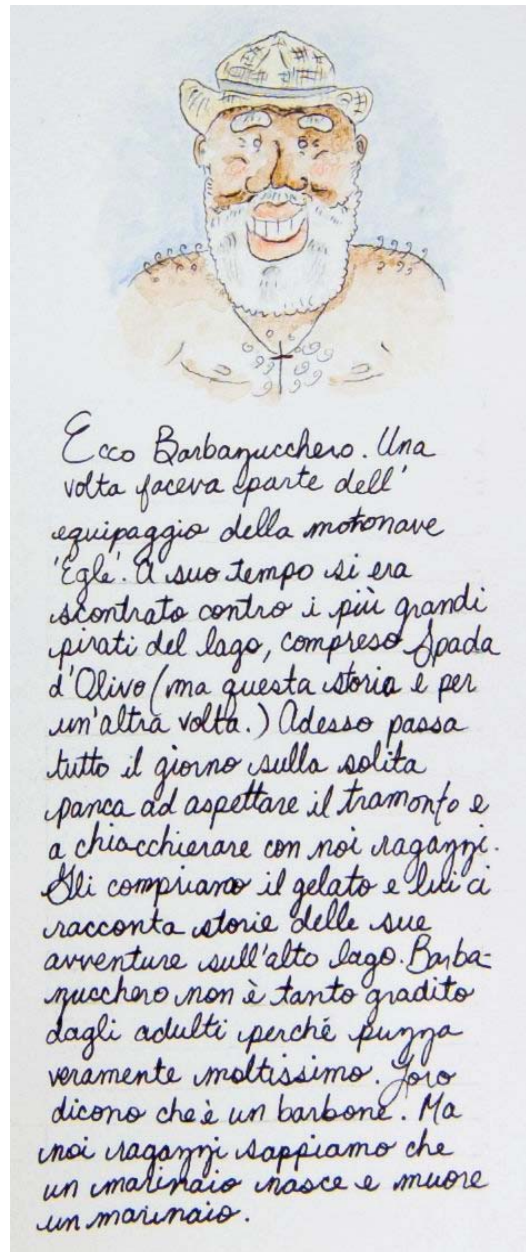 Ecco Barbazucchero. Una
volta faceva parte dell'
equipaggio della motonave
'Egle'. A suo tempo si era
scontrato contro i più grandi
pirati del lago, compreso Spada
d'Olivo (ma questa storia e per
un'altra volta.) Adesso passa
tutto il giorno sulla solita
panca ad aspettare il tramonto e
a chiacchierare con noi ragazzi.
Gli compriamo il gelato e lui ci
racconta storie delle sue
avventure sull'alto lago. Barba-
zucchero non è tanto gradito
dagli adulti perché puzza
veramente moltissimo. Loro
dicono che è un barbone. Ma
noi ragazzi sappiamo che
un marinaio nasce e muore
un marinaio.